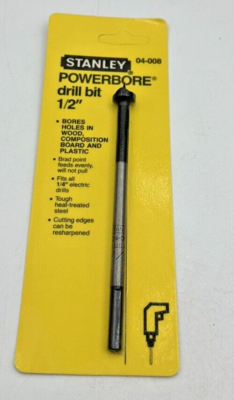 STANLEY®
04-008
POWERBORE®
drill bit
1/2"
• BORES
HOLES IN
WOOD,
COMPOSITION
BOARD AND
PLASTIC
• Brad point
feeds evenly,
will not pull
• Fits all
1/4" electric
drills
• Tough
heat-treated
steel
• Cutting edges
can be
resharpened